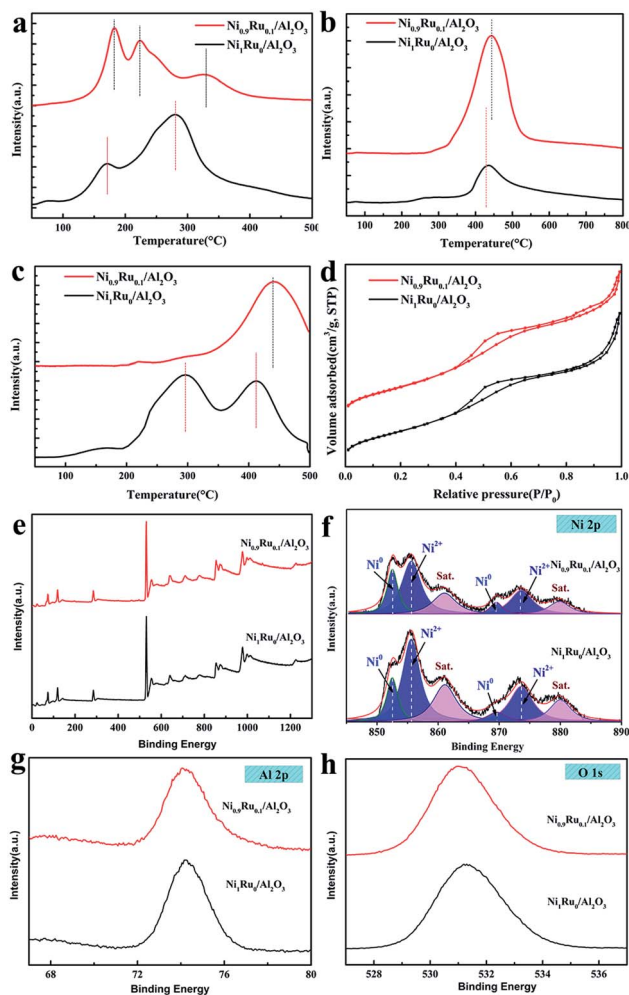 a
Ni₀.₉Ru₀.₁/Al₂O₃
Ni₁Ru₀/Al₂O₃
Intensity(a.u.)
100 200 300 400 500
Temperature(°C)
b
Ni₀.₉Ru₀.₁/Al₂O₃
Ni₁Ru₀/Al₂O₃
Intensity(a.u.)
100 200 300 400 500 600 700 800
Temperature(°C)
c
Ni₀.₉Ru₀.₁/Al₂O₃
Ni₁Ru₀/Al₂O₃
Intensity(a.u.)
100 200 300 400 500
Temperature(°C)
d
Ni₀.₉Ru₀.₁/Al₂O₃
Ni₁Ru₀/Al₂O₃
Volume adsorbed(cm³/g, STP)
0.0 0.2 0.4 0.6 0.8 1.0
Relative pressure(P/P₀)
e
Ni₀.₉Ru₀.₁/Al₂O₃
Ni₁Ru₀/Al₂O₃
Intensity(a.u.)
0 200 400 600 800 1000 1200
Binding Energy
f
Ni 2p
Ni⁰ Ni²⁺ Sat. Ni⁰ Ni²⁺ Sat.
Ni₀.₉Ru₀.₁/Al₂O₃
Ni₁Ru₀/Al₂O₃
Ni⁰ Ni²⁺ Sat. Ni⁰ Ni²⁺ Sat.
Intensity(a.u.)
850 860 870 880 890
Binding Energy
g
Al 2p
Ni₀.₉Ru₀.₁/Al₂O₃
Ni₁Ru₀/Al₂O₃
Intensity(a.u.)
68 72 76 80
Binding Energy
h
O 1s
Ni₀.₉Ru₀.₁/Al₂O₃
Ni₁Ru₀/Al₂O₃
Intensity(a.u.)
528 530 532 534 536
Binding Energy